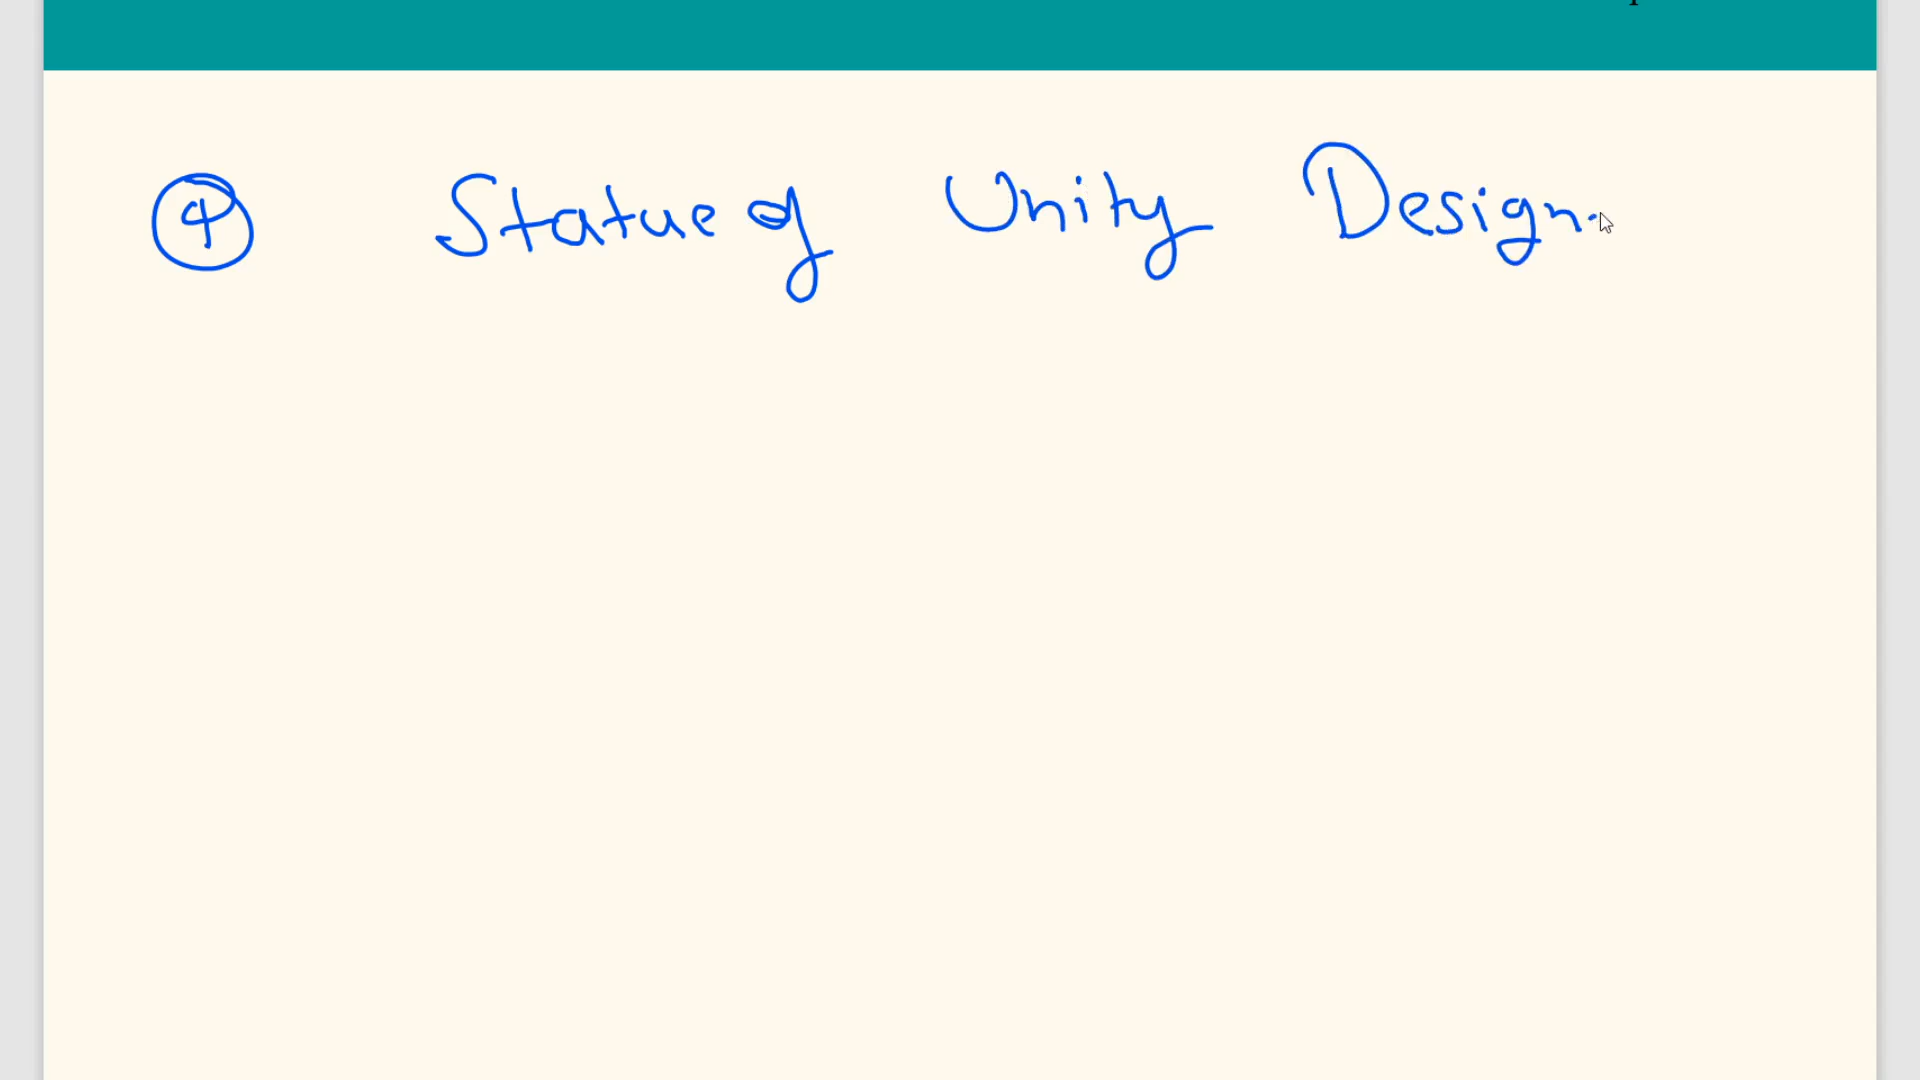 ④ Statue of Unity Design.